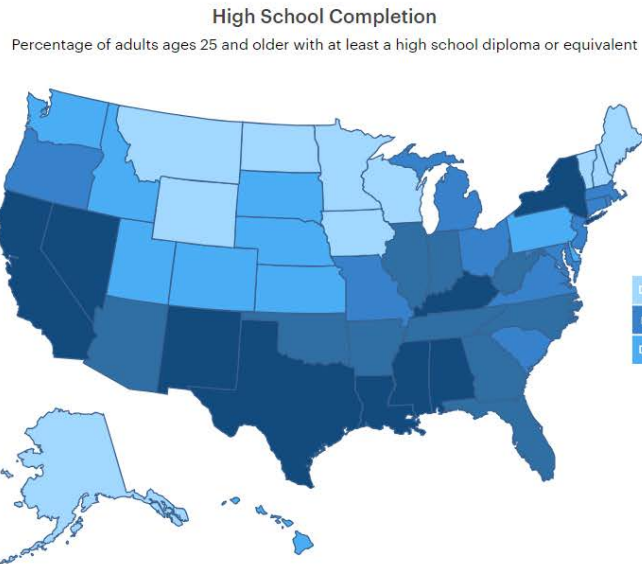 High School Completion
Percentage of adults ages 25 and older with at least a high school diploma or equivalent